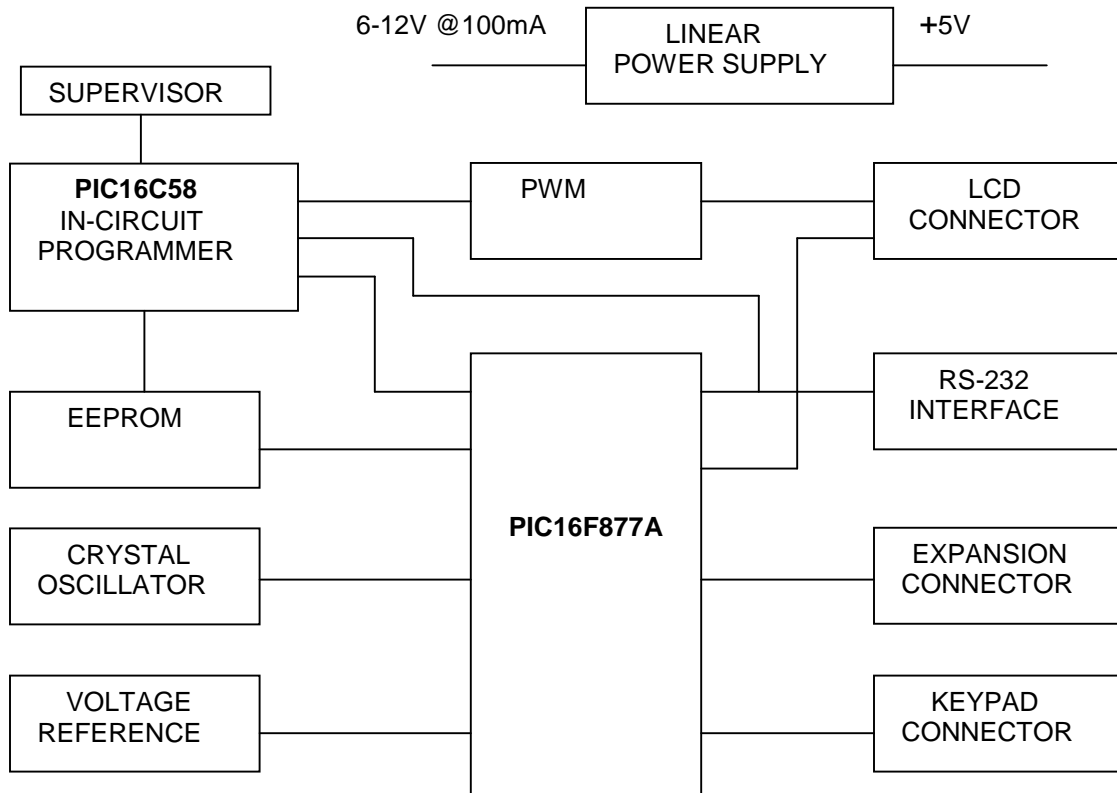 6-12V @100mA
LINEAR
POWER SUPPLY
+5V
SUPERVISOR
PIC16C58
IN-CIRCUIT
PROGRAMMER
PWM
LCD
CONNECTOR
EEPROM
RS-232
INTERFACE
PIC16F877A
CRYSTAL
OSCILLATOR
EXPANSION
CONNECTOR
VOLTAGE
REFERENCE
KEYPAD
CONNECTOR